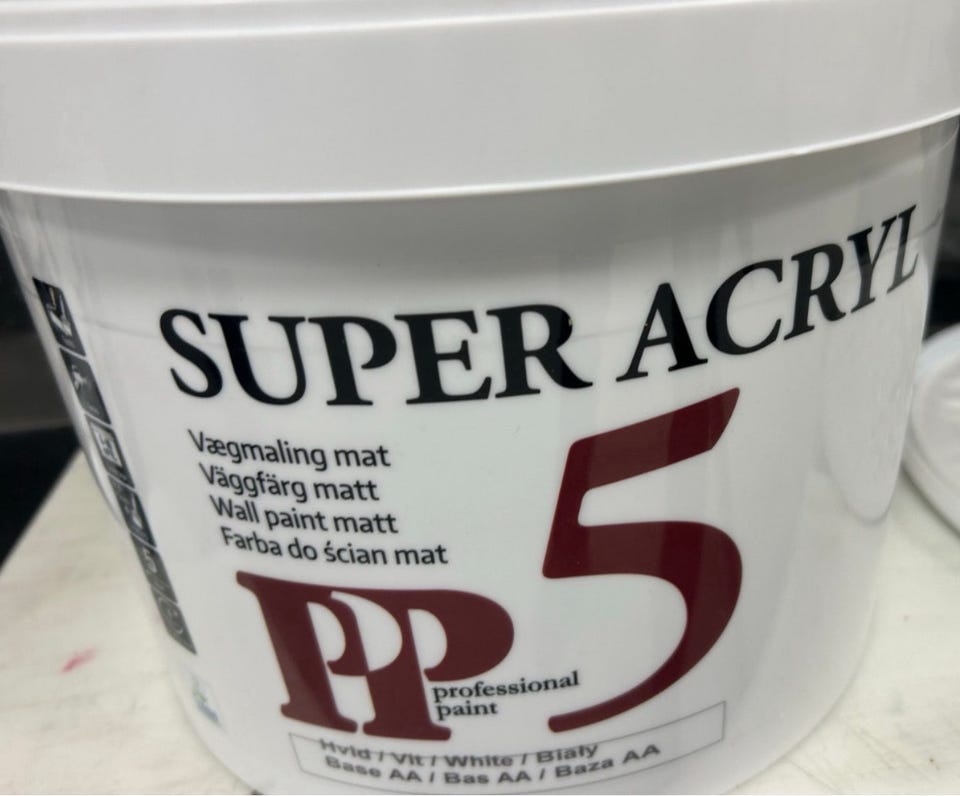 SUPER ACRYL
Vægmaling mat
Väggfärg matt
Wall paint matt
Farba do ścian mat
5
PP
professional
paint
Hvid / Vit / White / Biały
Base AA / Bas AA / Baza AA